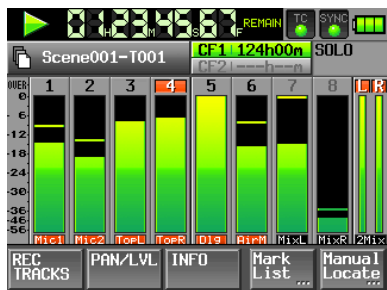 01H23M45S67F REMAIN TC SYNC
Scene001-T001 CF1 124h00m SOLO
CF2 ---h--m
OVER 1 2 3 4 5 6 7 8 L R
0
- 6
-12
-18
-24
-30
-36
-46
-56
Mic1 Mic2 TopL TopR Dlg AirM MixL MixR 2Mix
REC TRACKS PAN/LVL INFO Mark List... Manual Locate...